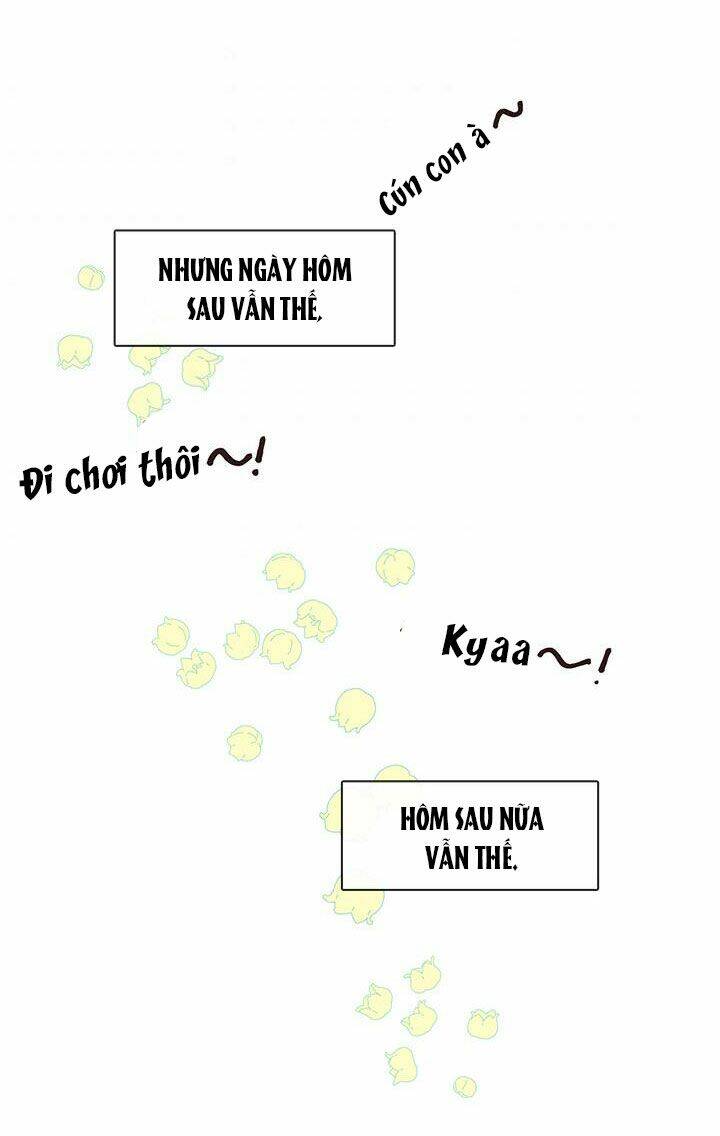 Cún con à~
NHƯNG NGÀY HÔM
SAU VẪN THẾ.
Đi chơi thôi~!
Kyaa~!
HÔM SAU NỮA
VẪN THẾ.